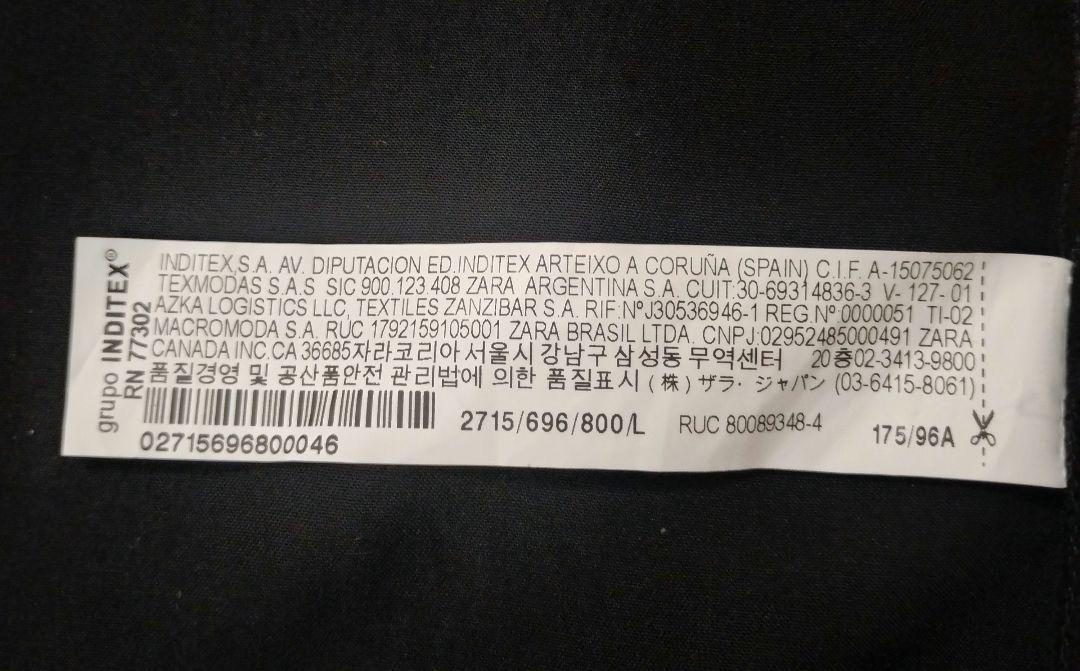 grupo INDITEX®
RN 77302
INDITEX,S.A. AV. DIPUTACION ED.INDITEX ARTEIXO A CORUÑA (SPAIN) C.I.F. A-15075062
TEXMODAS S.A.S SIC 900.123.408 ZARA ARGENTINA S.A. CUIT:30-69314836-3 V- 127- 01
AZKA LOGISTICS LLC, TEXTILES ZANZIBAR S.A. RIF:NºJ30536946-1 REG.Nº 0000051 TI-02
MACROMODA S.A. RUC 1792159105001 ZARA BRASIL LTDA. CNPJ:02952485000491 ZARA
CANADA INC.CA 36685자라코리아 서울시 강남구 삼성동 무역센터 20층02-3413-9800
품질경영 및 공산품안전 관리법에 의한 품질표시 (株) ザラ・ジャパン (03-6415-8061)
2715/696/800/L RUC 80089348-4 175/96A
02715696800046